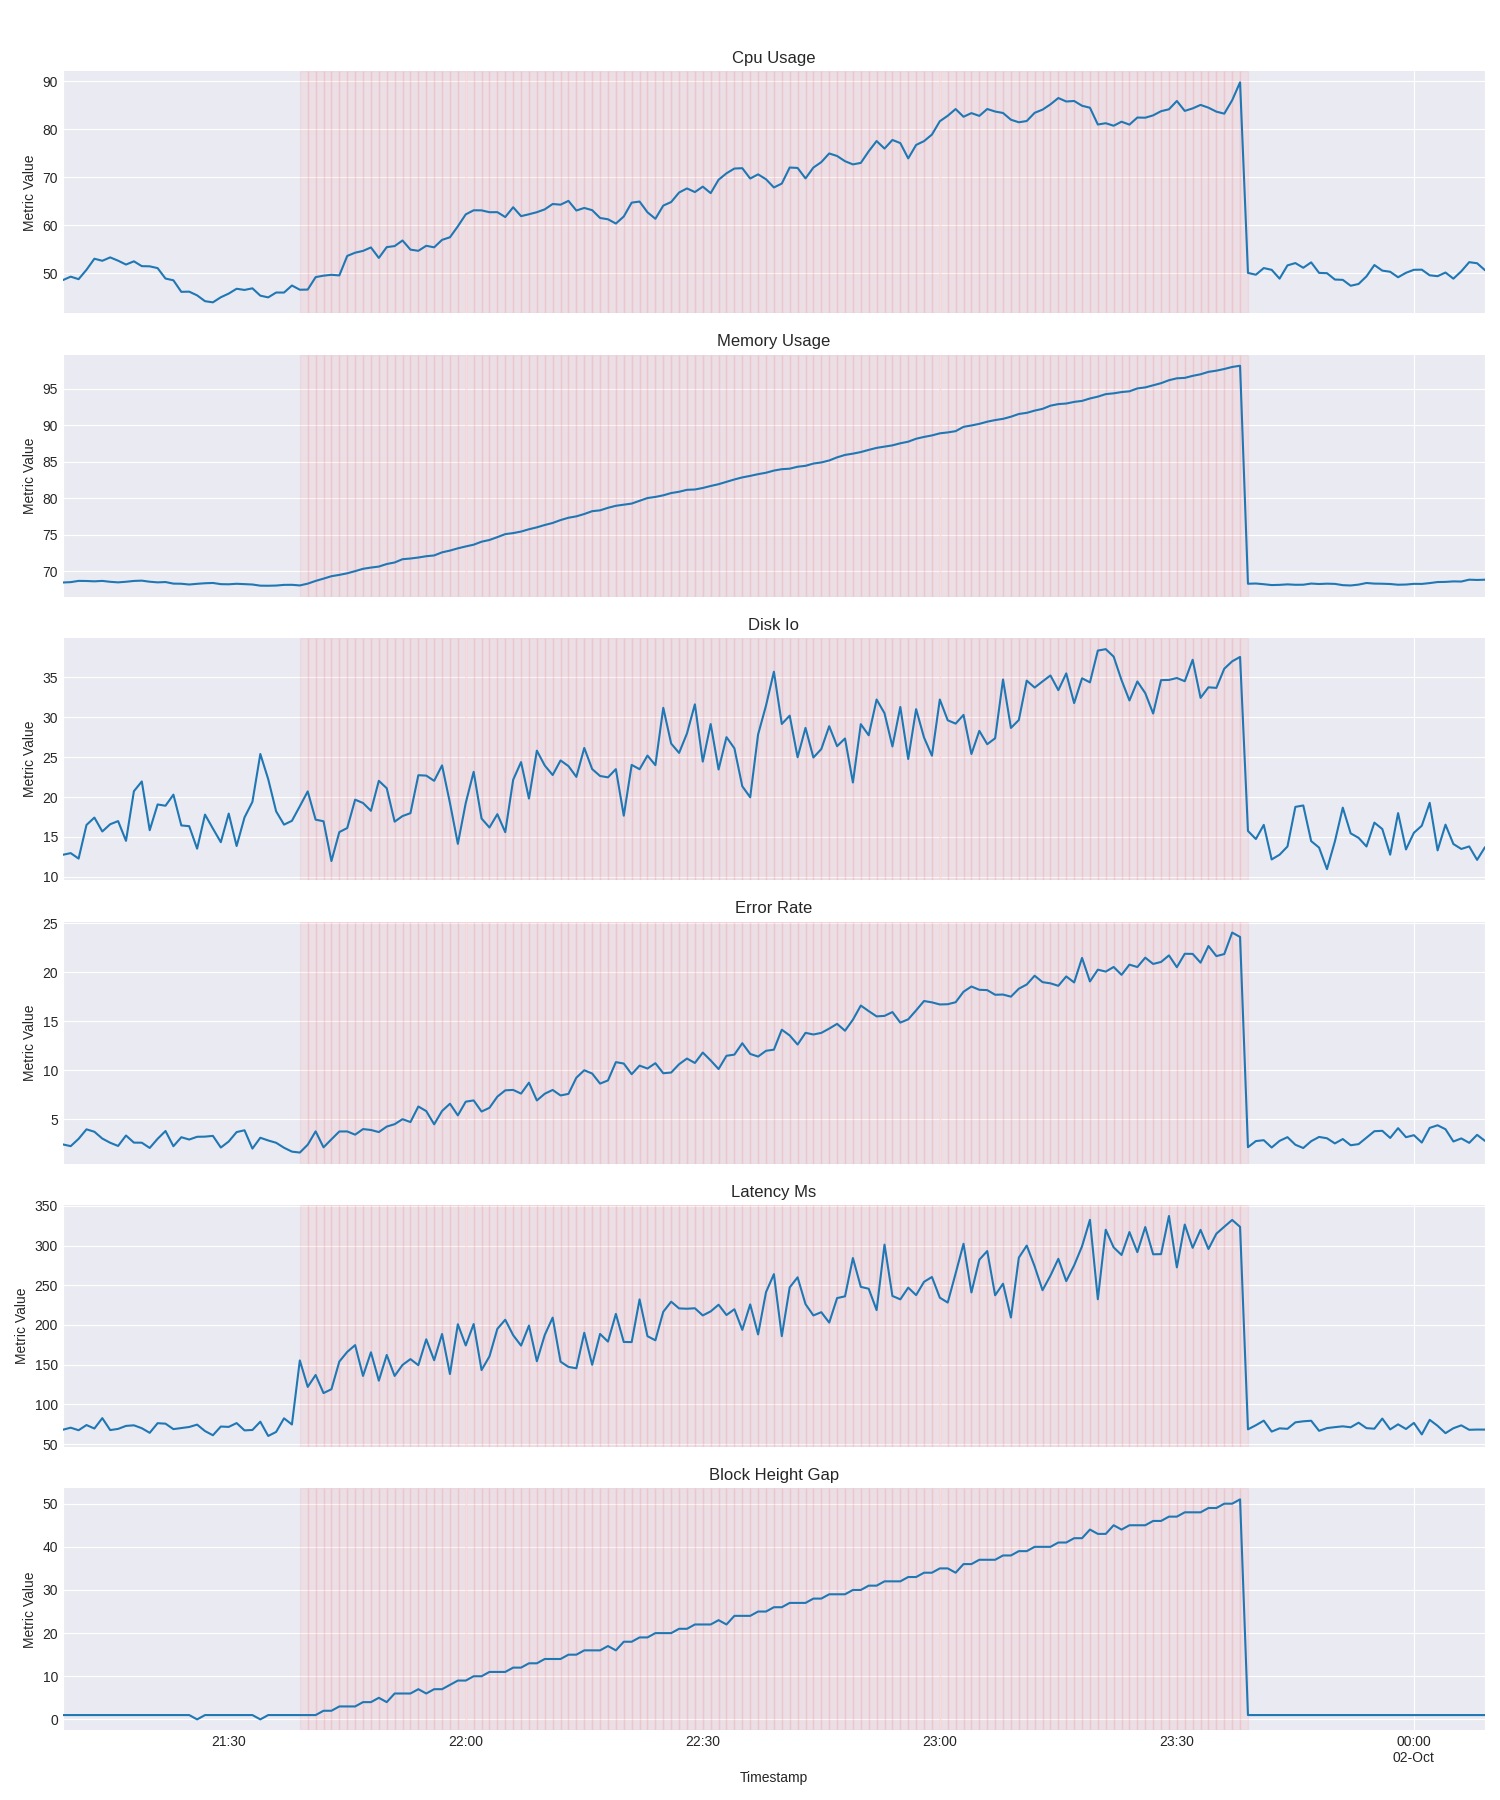 Cpu Usage
90
80
70
60
50
Metric Value
Memory Usage
95
90
85
80
75
70
Metric Value
Disk Io
35
30
25
20
15
10
Metric Value
Error Rate
25
20
15
10
5
Metric Value
Latency Ms
350
300
250
200
150
100
50
Metric Value
Block Height Gap
50
40
30
20
10
0
Metric Value
21:30 22:00 22:30 23:00 23:30 00:00
02-Oct
Timestamp